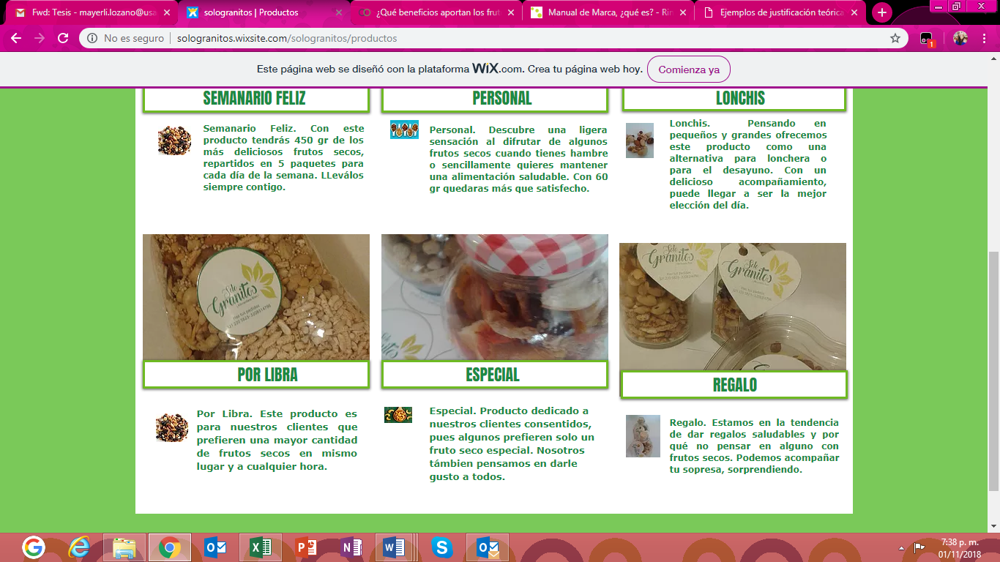 Fwd: Tesis - mayerli.lozano@usa
sologranitos | Productos
¿Qué beneficios aportan los frut
Manual de Marca, ¿qué es? - Rin
Ejemplos de justificación teórica
No es seguro
sologranitos.wixsite.com/sologranitos/productos
1
Este página web se diseñó con la plataforma WiX.com. Crea tu página web hoy.
Comienza ya
SEMANARIO FELIZ
PERSONAL
LONCHIS
Semanario Feliz. Con este
producto tendrás 450 gr de los
más deliciosos frutos secos,
repartidos en 5 paquetes para
cada día de la semana. LLeválos
siempre contigo.
Personal. Descubre una ligera
sensación al difrutar de algunos
frutos secos cuando tienes hambre
o sencillamente quieres mantener
una alimentación saludable. Con 60
gr quedaras más que satisfecho.
Lonchis. Pensando en
pequeños y grandes ofrecemos
este producto como una
alternativa para lonchera o
para el desayuno. Con un
delicioso acompañamiento,
puede llegar a ser la mejor
elección del día.
Solo
Granitos
Haz tus pedidos
Solo
Granitos
Solo
Granitos
POR LIBRA
ESPECIAL
REGALO
Por Libra. Este producto es
para nuestros clientes que
prefieren una mayor cantidad
de frutos secos en mismo
lugar y a cualquier hora.
Especial. Producto dedicado a
nuestros clientes consentidos,
pues algunos prefieren solo un
fruto seco especial. Nosotros
támbien pensamos en darle
gusto a todos.
Regalo. Estamos en la tendencia
de dar regalos saludables y por
qué no pensar en alguno con
frutos secos. Podemos acompañar
tu sopresa, sorprendiendo.
7:38 p. m.
01/11/2018